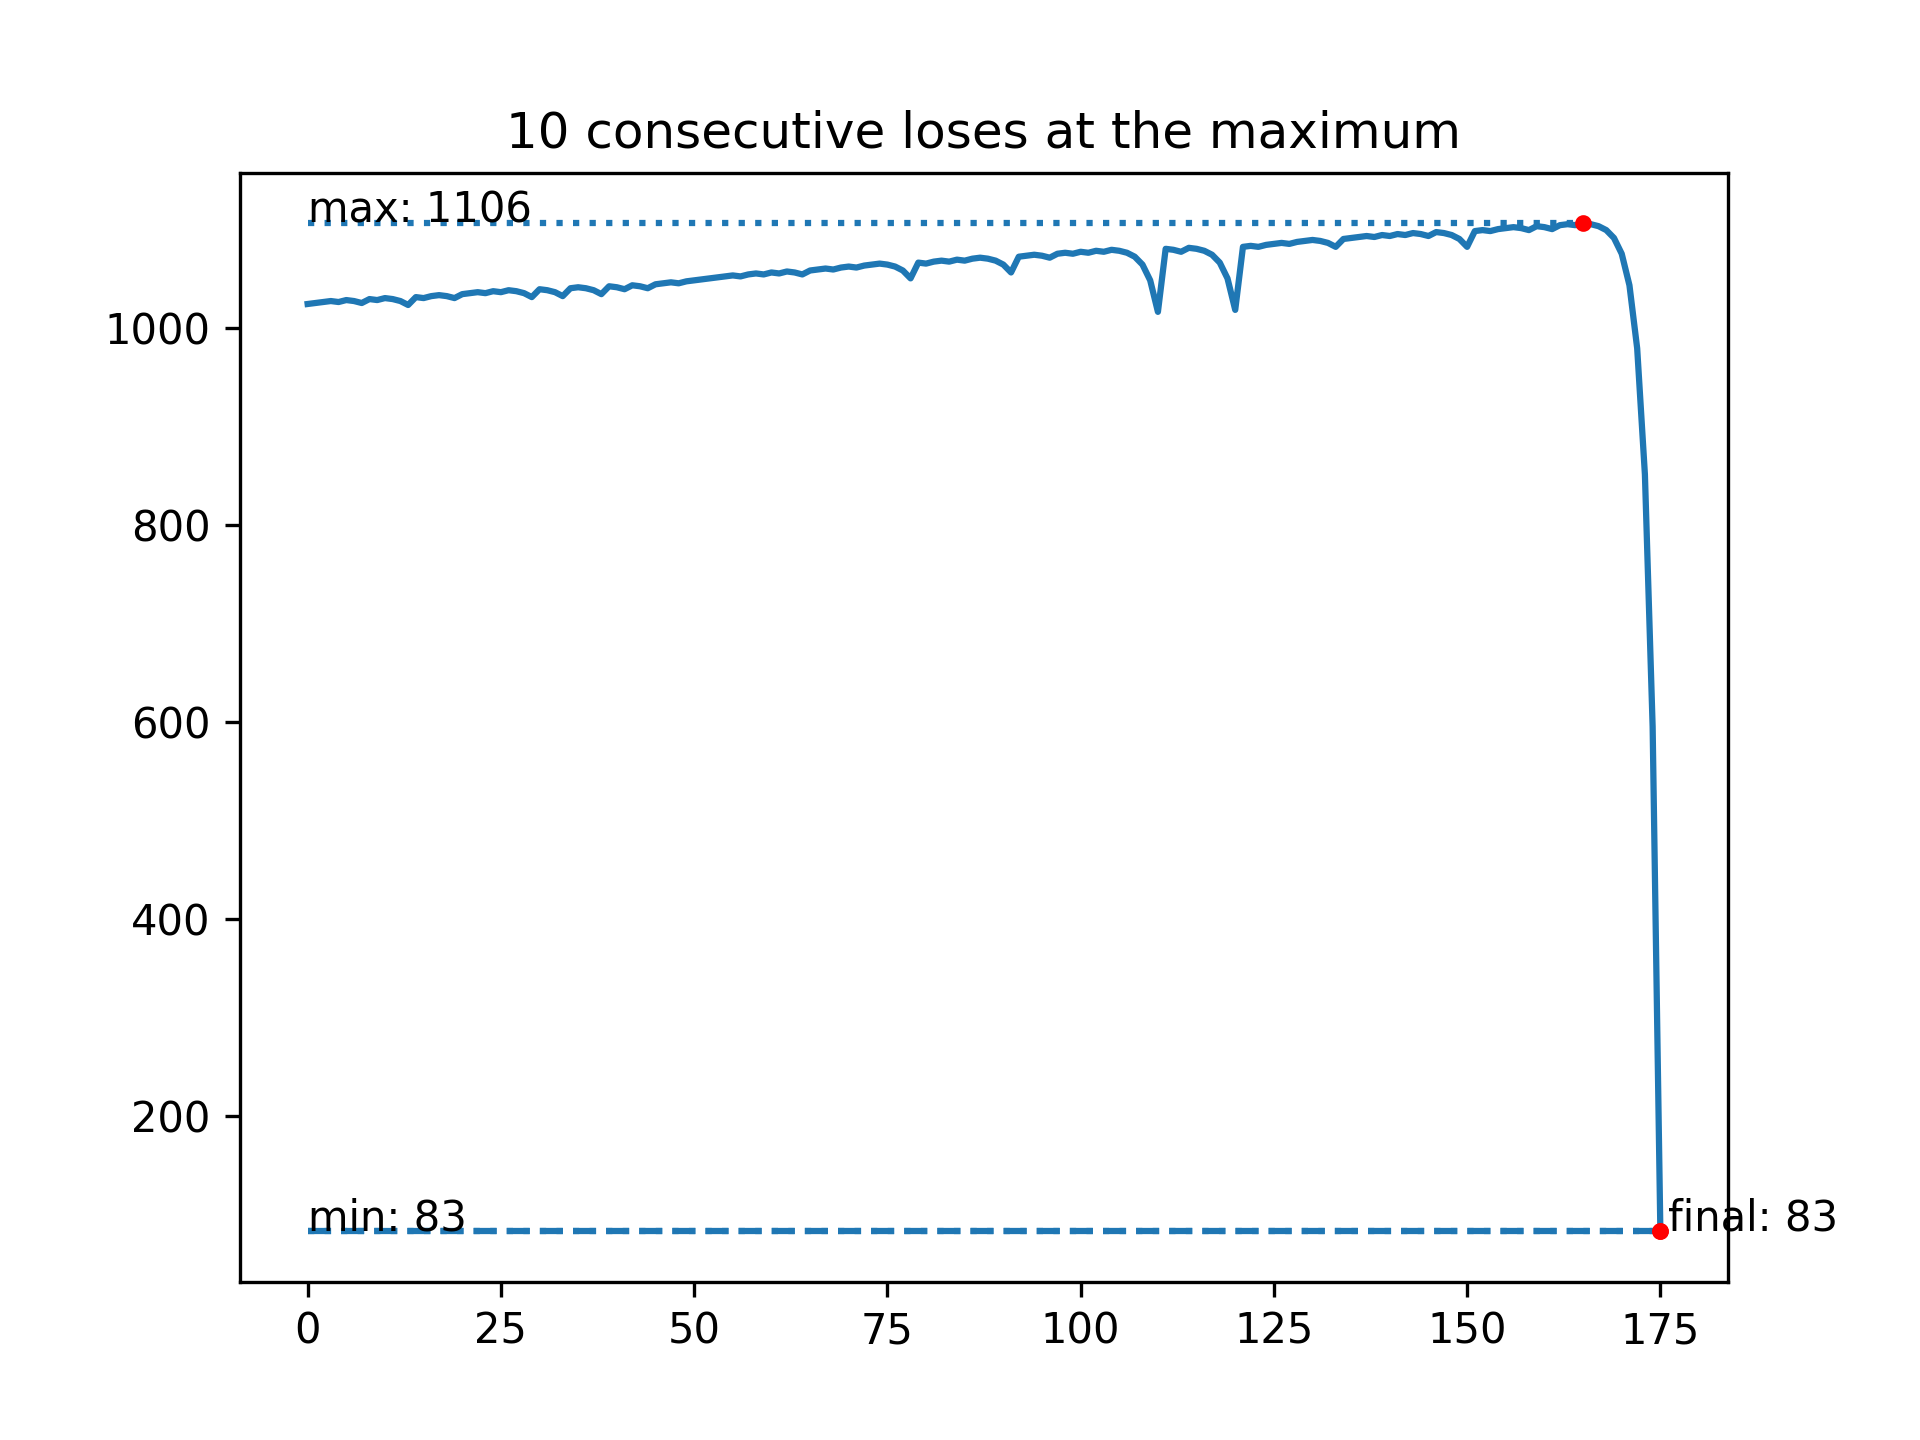 10 consecutive loses at the maximum
max: 1106
1000
800
600
400
200
min: 83
final: 83
0 25 50 75 100 125 150 175